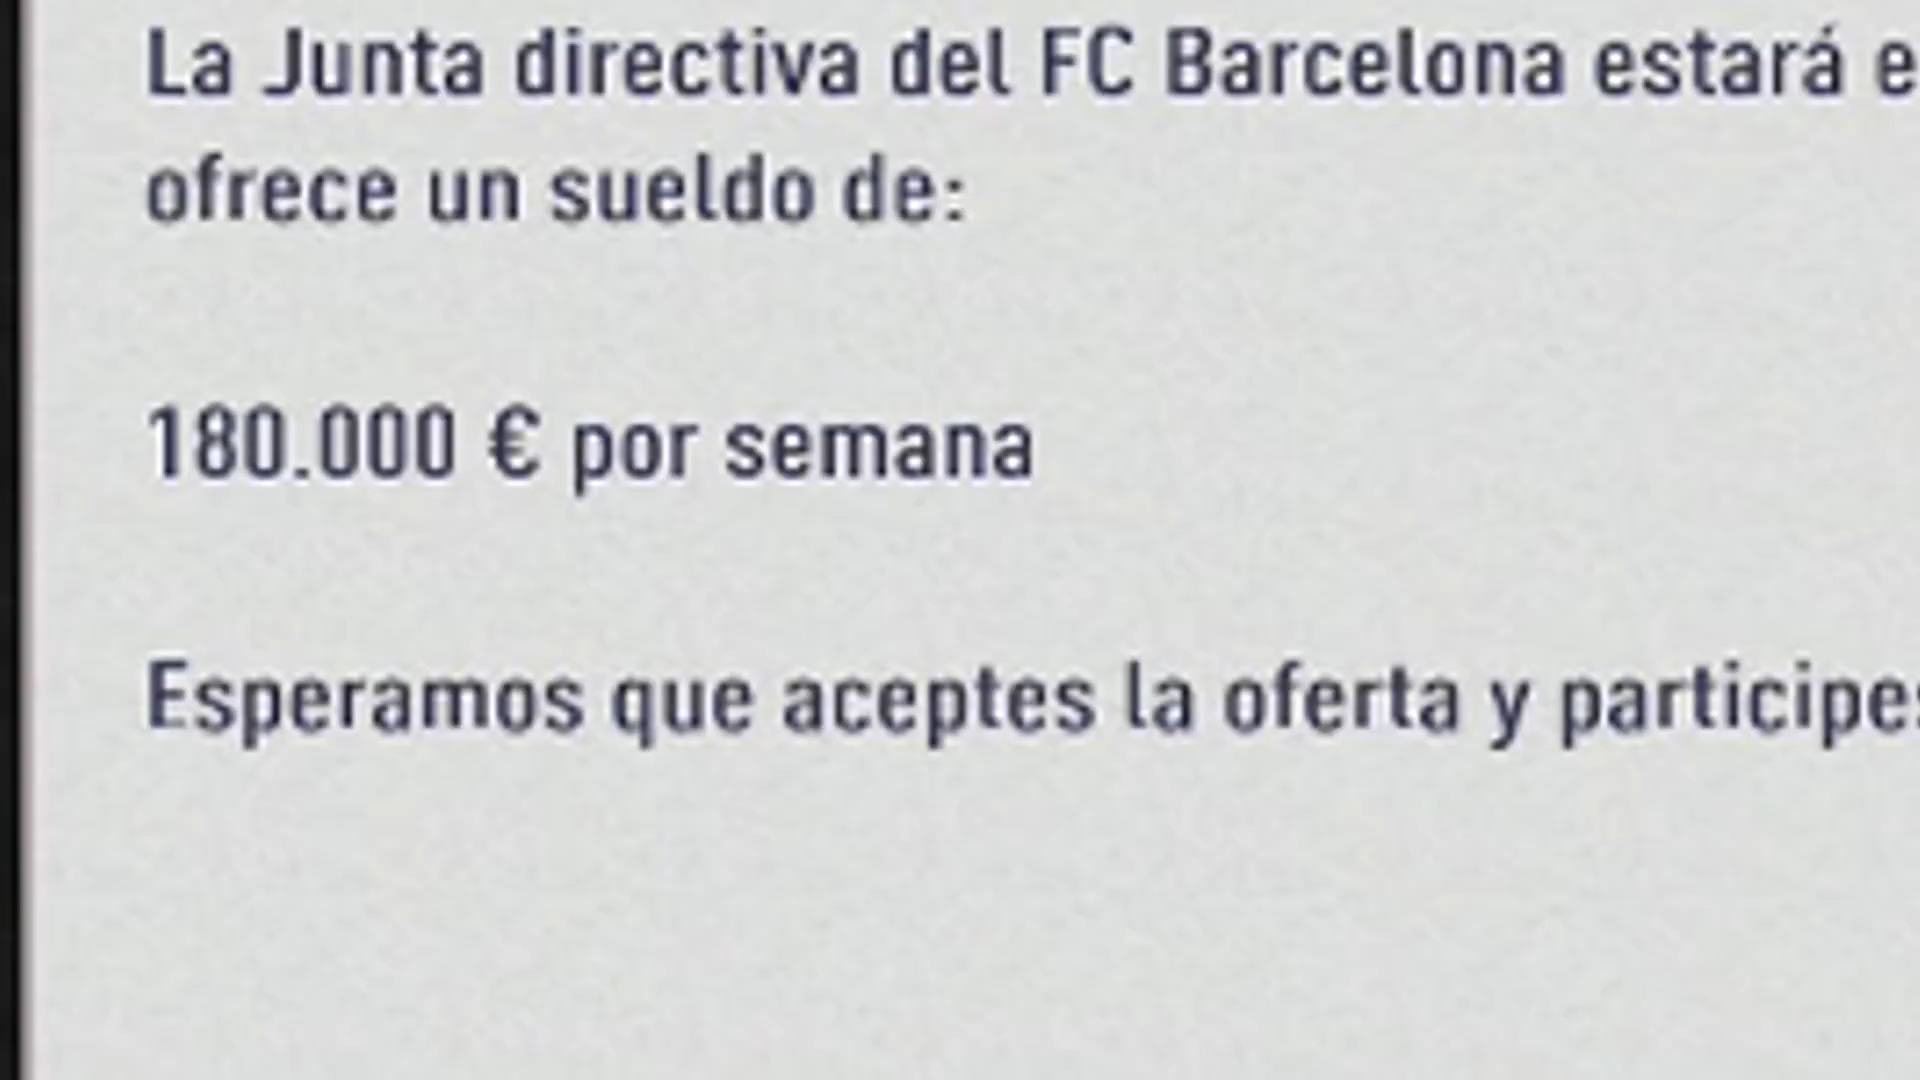 La Junta directiva del FC Barcelona estará e
ofrece un sueldo de:
180.000 € por semana
Esperamos que aceptes la oferta y participes